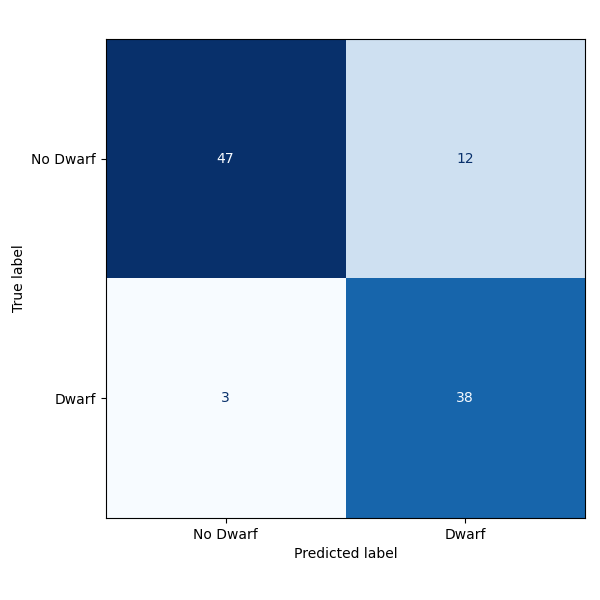 True label
No Dwarf
47
12
Dwarf
3
38
No Dwarf
Dwarf
Predicted label